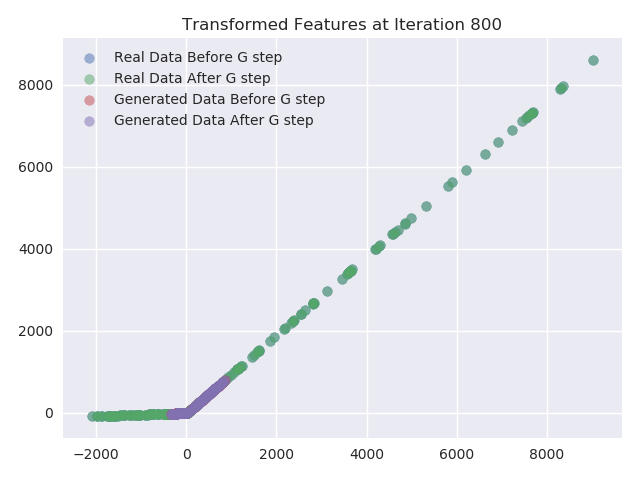 Transformed Features at Iteration 800
Real Data Before G step
Real Data After G step
Generated Data Before G step
Generated Data After G step
8000
6000
4000
2000
0
−2000
0
2000
4000
6000
8000